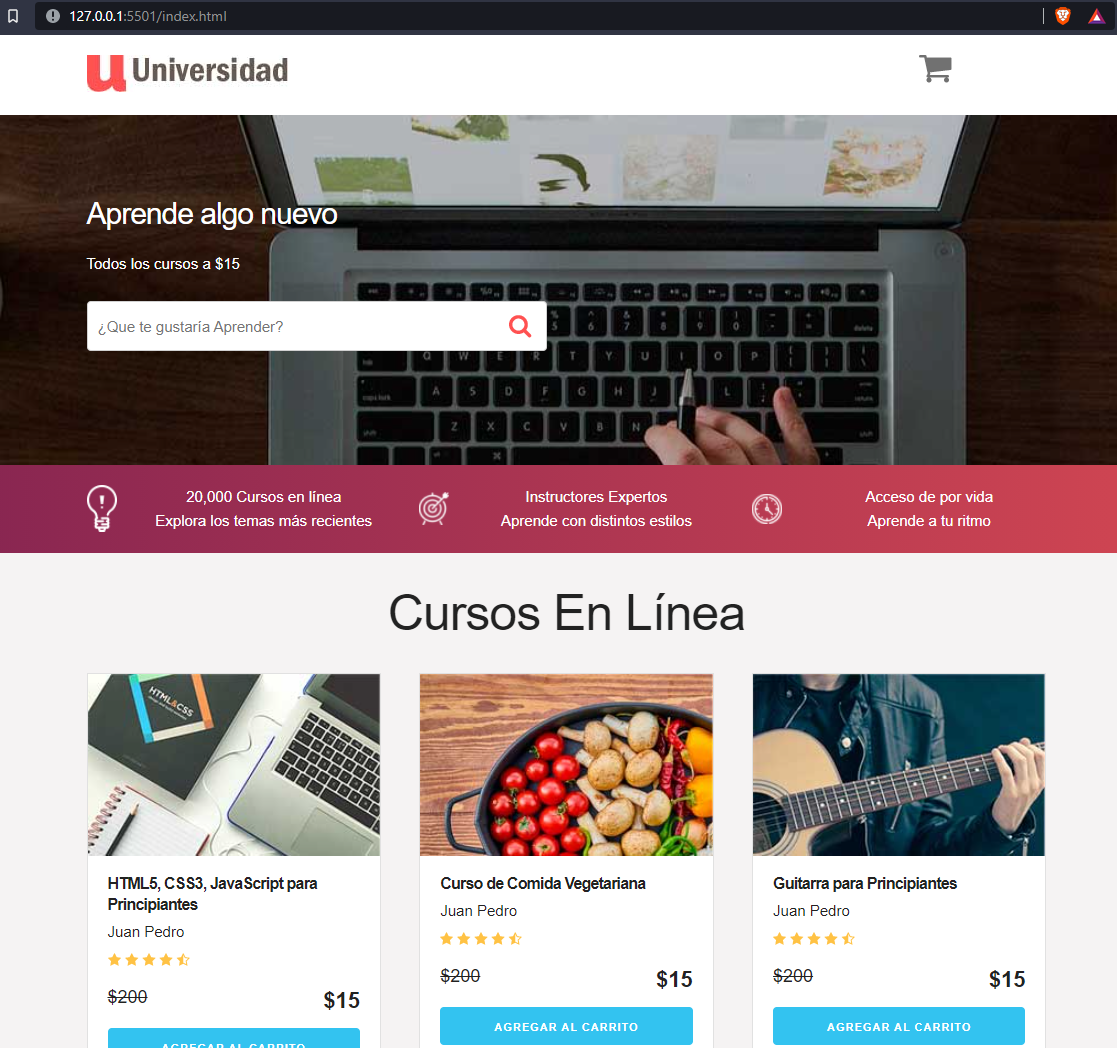 127.0.0.1:5501/index.html
u Universidad
Aprende algo nuevo
Todos los cursos a $15
¿Que te gustaría Aprender?
20,000 Cursos en línea
Explora los temas más recientes
Instructores Expertos
Aprende con distintos estilos
Acceso de por vida
Aprende a tu ritmo
Cursos En Línea
HTML&CSS
HTML5, CSS3, JavaScript para
Principiantes
Juan Pedro
$200
$15
AGREGAR AL CARRITO
Curso de Comida Vegetariana
Juan Pedro
$200
$15
AGREGAR AL CARRITO
Guitarra para Principiantes
Juan Pedro
$200
$15
AGREGAR AL CARRITO